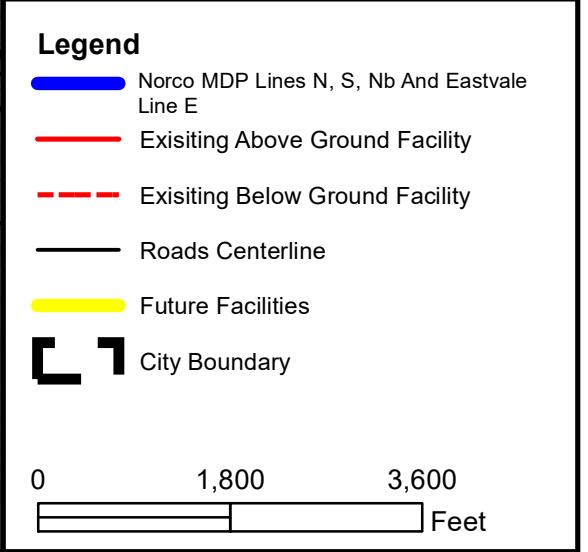 Legend
Norco MDP Lines N, S, Nb And Eastvale
Line E
Exisiting Above Ground Facility
Exisiting Below Ground Facility
Roads Centerline
Future Facilities
City Boundary
0 1,800 3,600
Feet